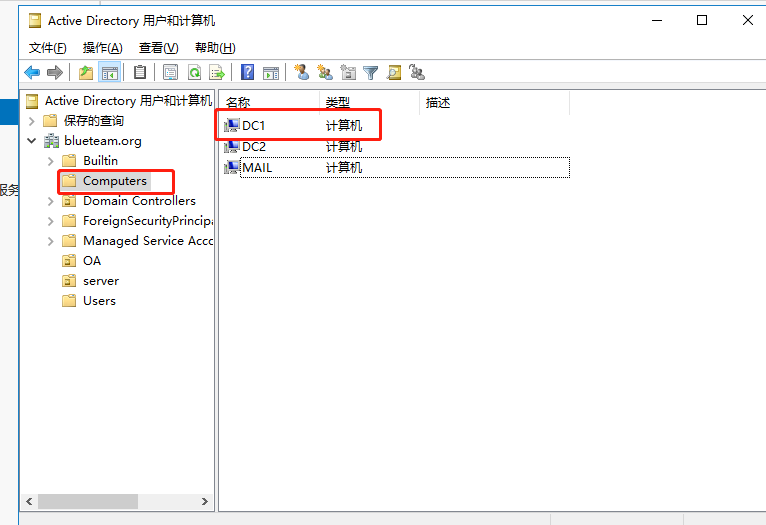 Active Directory 用户和计算机
文件(F) 操作(A) 查看(V) 帮助(H)
Active Directory 用户和计算机
保存的查询
blueteam.org
Builtin
Computers
Domain Controllers
ForeignSecurityPrincipa
Managed Service Acco
OA
server
Users
名称 类型 描述
DC1 计算机
DC2 计算机
MAIL 计算机
服务